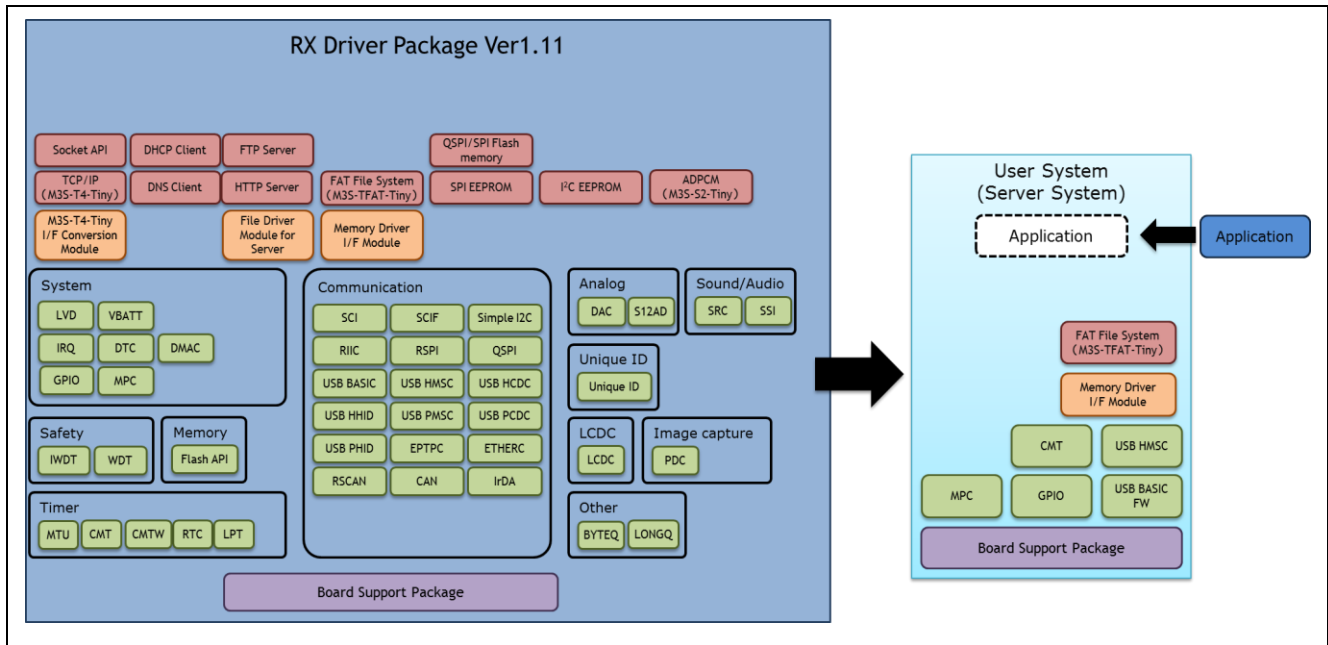 RX Driver Package Ver1.11
Socket API
DHCP Client
FTP Server
QSPI/SPI Flash
memory
TCP/IP
(M3S-T4-Tiny)
DNS Client
HTTP Server
FAT File System
(M3S-TFAT-Tiny)
SPI EEPROM
I²C EEPROM
ADPCM
(M3S-S2-Tiny)
M3S-T4-Tiny
I/F Conversion
Module
File Driver
Module for
Server
Memory Driver
I/F Module
System
LVD
VBATT
IRQ
DTC
DMAC
GPIO
MPC
Safety
IWDT
WDT
Memory
Flash API
Timer
MTU
CMT
CMTW
RTC
LPT
Communication
SCI
SCIF
Simple I2C
RIIC
RSPI
QSPI
USB BASIC
USB HMSC
USB HCDC
USB HHID
USB PMSC
USB PCDC
USB PHID
EPTPC
ETHERC
RSCAN
CAN
IrDA
Analog
DAC
S12AD
Sound/Audio
SRC
SSI
Unique ID
Unique ID
LCDC
LCDC
Image capture
PDC
Other
BYTEQ
LONGQ
Board Support Package
User System
(Server System)
Application
Application
FAT File System
(M3S-TFAT-Tiny)
Memory Driver
I/F Module
CMT
USB HMSC
MPC
GPIO
USB BASIC
FW
Board Support Package